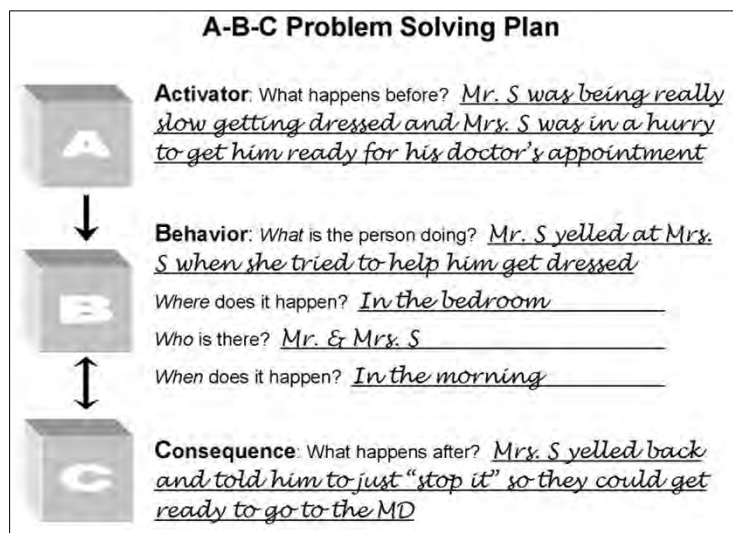 A-B-C Problem Solving Plan
A
Activator: What happens before? Mr. S was being really
slow getting dressed and Mrs. S was in a hurry
to get him ready for his doctor's appointment
B
Behavior: What is the person doing? Mr. S yelled at Mrs.
S when she tried to help him get dressed
Where does it happen? In the bedroom
Who is there? Mr. & Mrs. S
When does it happen? In the morning
C
Consequence: What happens after? Mrs. S yelled back
and told him to just "stop it" so they could get
ready to go to the MD